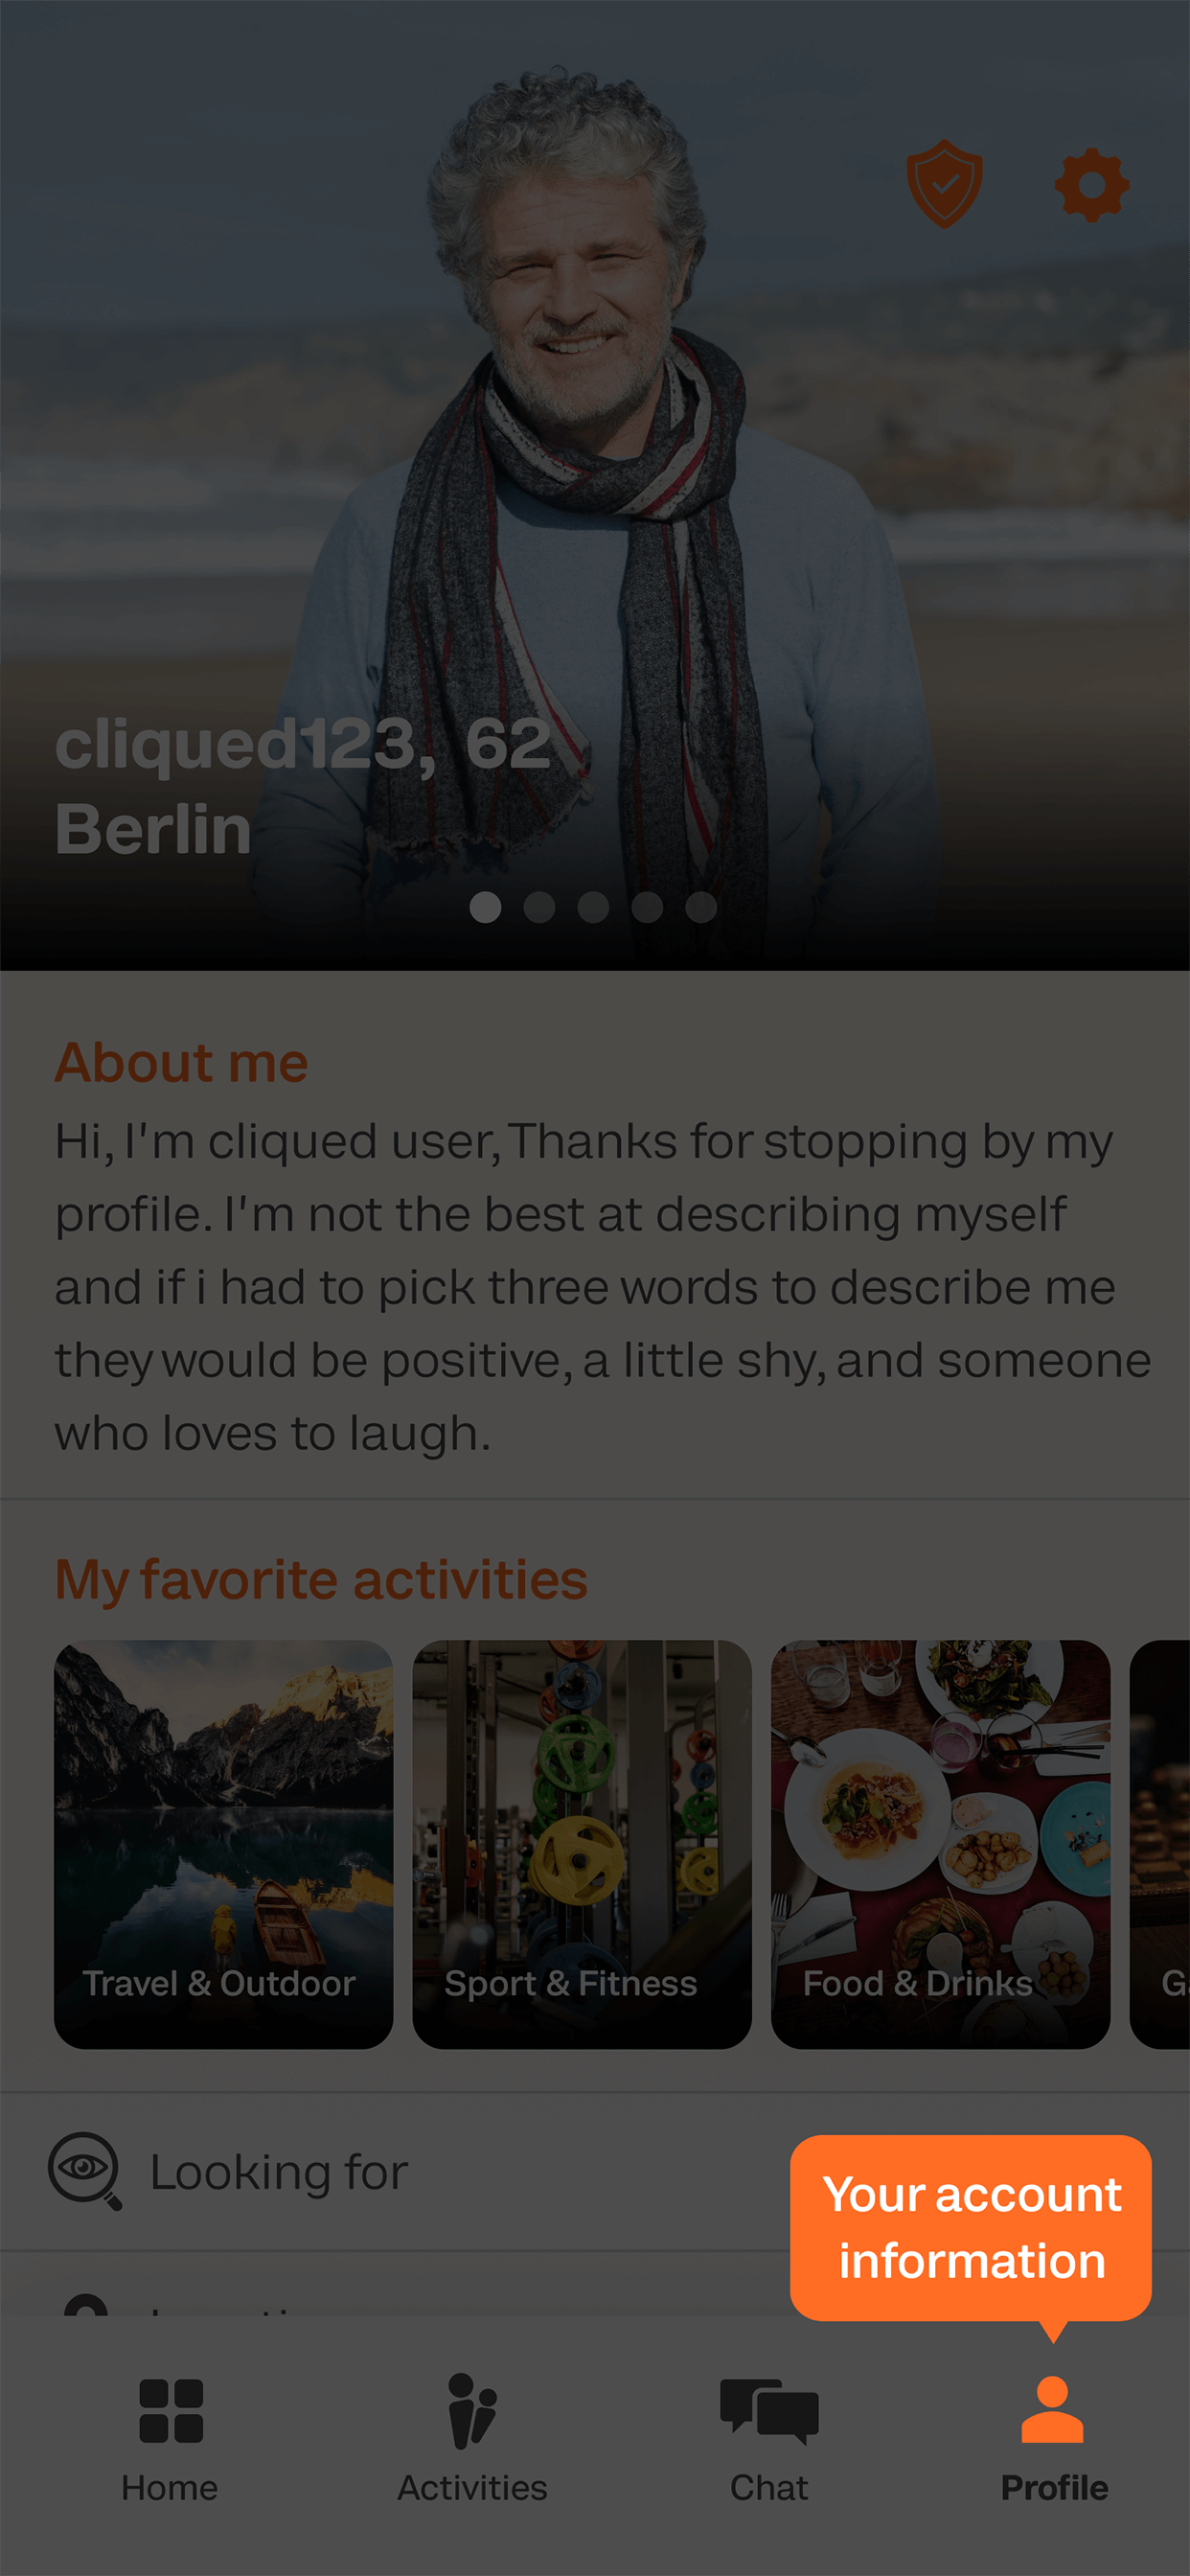 cliqued123, 62
Berlin
About me
Hi, I'm cliqued user, Thanks for stopping by my
profile. I'm not the best at describing myself
and if i had to pick three words to describe me
they would be positive, a little shy, and someone
who loves to laugh.
My favorite activities
Travel & Outdoor
Sport & Fitness
Food & Drinks
Looking for
Your account
information
Home
Activities
Chat
Profile